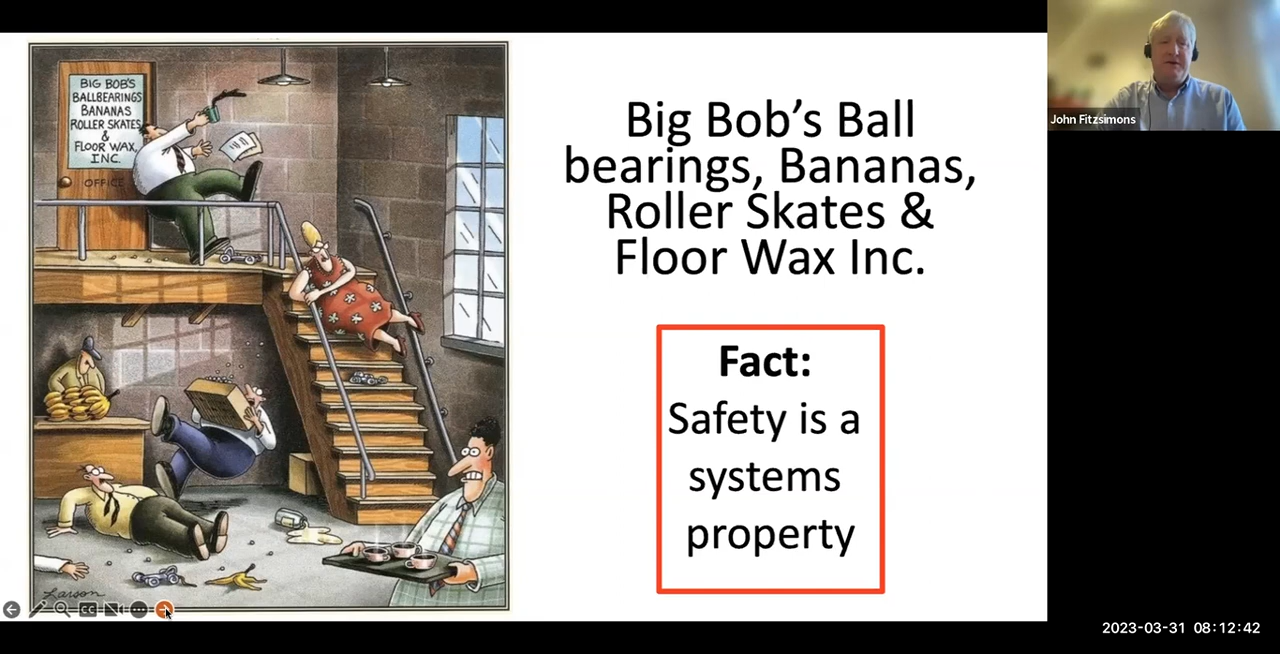 BIG BOB'S
BALLBEARINGS
BANANAS
ROLLER SKATES
&
FLOOR WAX,
INC.
OFFICE
Larson
Big Bob's Ball
bearings, Bananas,
Roller Skates &
Floor Wax Inc.
Fact:
Safety is a
systems
property
John Fitzsimons
CC
2023-03-31 08:12:42